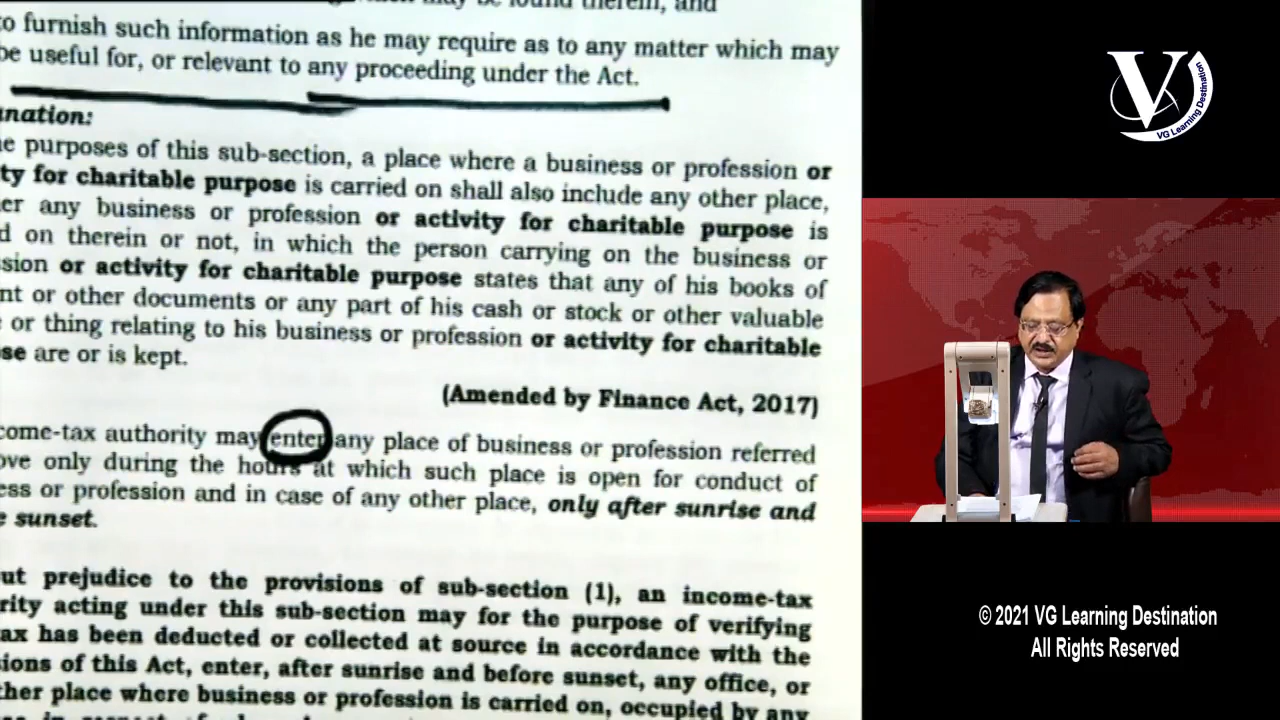 may be found therein, and
to furnish such information as he may require as to any matter which may
be useful for, or relevant to any proceeding under the Act.
nation:
e purposes of this sub-section, a place where a business or profession or
ty for charitable purpose is carried on shall also include any other place,
er any business or profession or activity for charitable purpose is
d on therein or not, in which the person carrying on the business or
sion or activity for charitable purpose states that any of his books of
nt or other documents or any part of his cash or stock or other valuable
e or thing relating to his business or profession or activity for charitable
se are or is kept.
(Amended by Finance Act, 2017)
come-tax authority may enter any place of business or profession referred
ove only during the hours at which such place is open for conduct of
ess or profession and in case of any other place, only after sunrise and
e sunset.
ut prejudice to the provisions of sub-section (1), an income-tax
rity acting under this sub-section may for the purpose of verifying
tax has been deducted or collected at source in accordance with the
ions of this Act, enter, after sunrise and before sunset, any office, or
ther place where business or profession is carried on, occupied by any
V
VG Learning Destination
© 2021 VG Learning Destination
All Rights Reserved